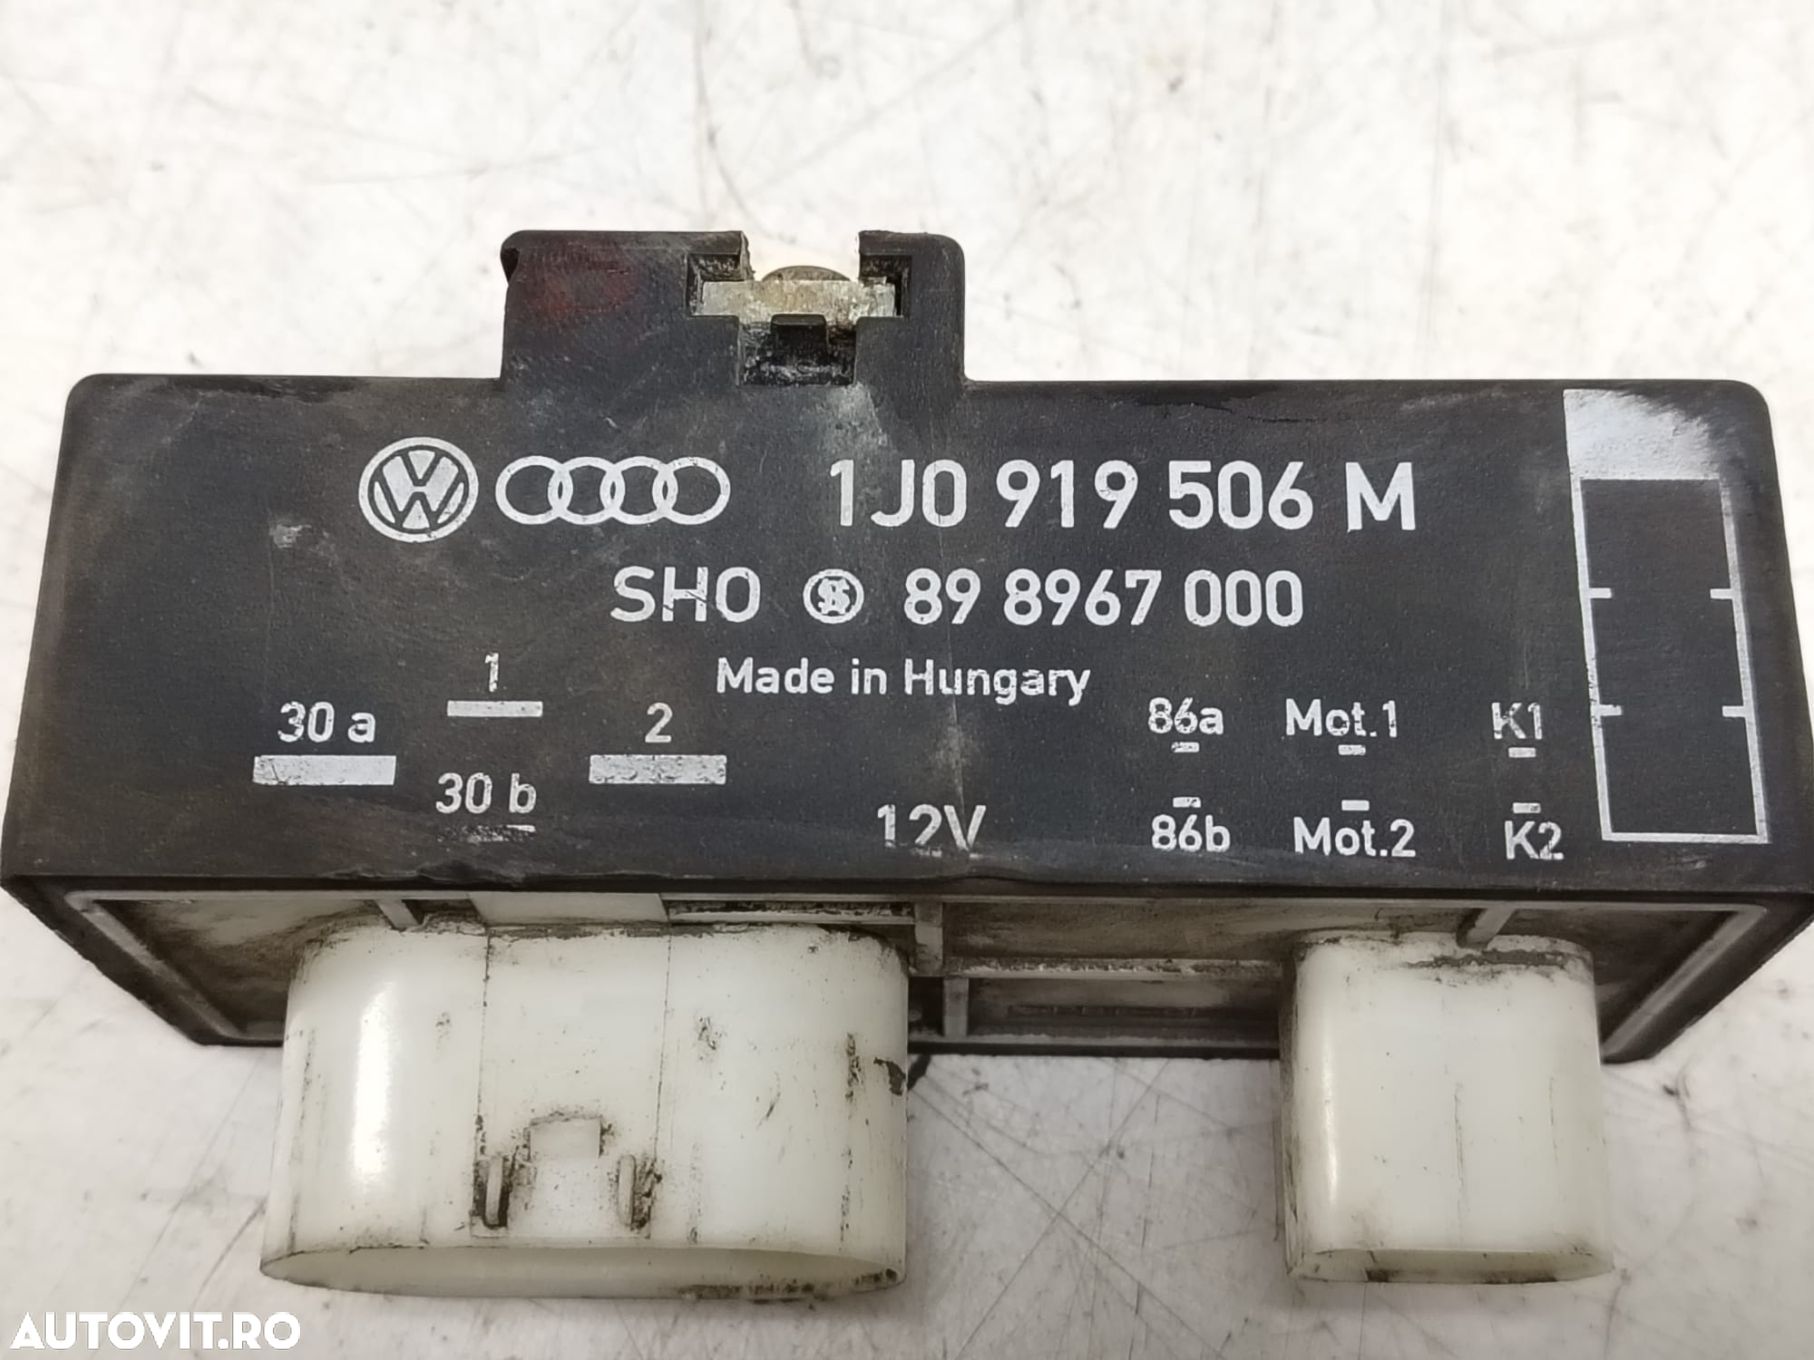 1J0 919 506 M
SHO 89 8967 000
Made in Hungary
1
30 a 2 86a Mot.1 K1
30 b 12V 86b Mot.2 K2
AUTOVIT.RO